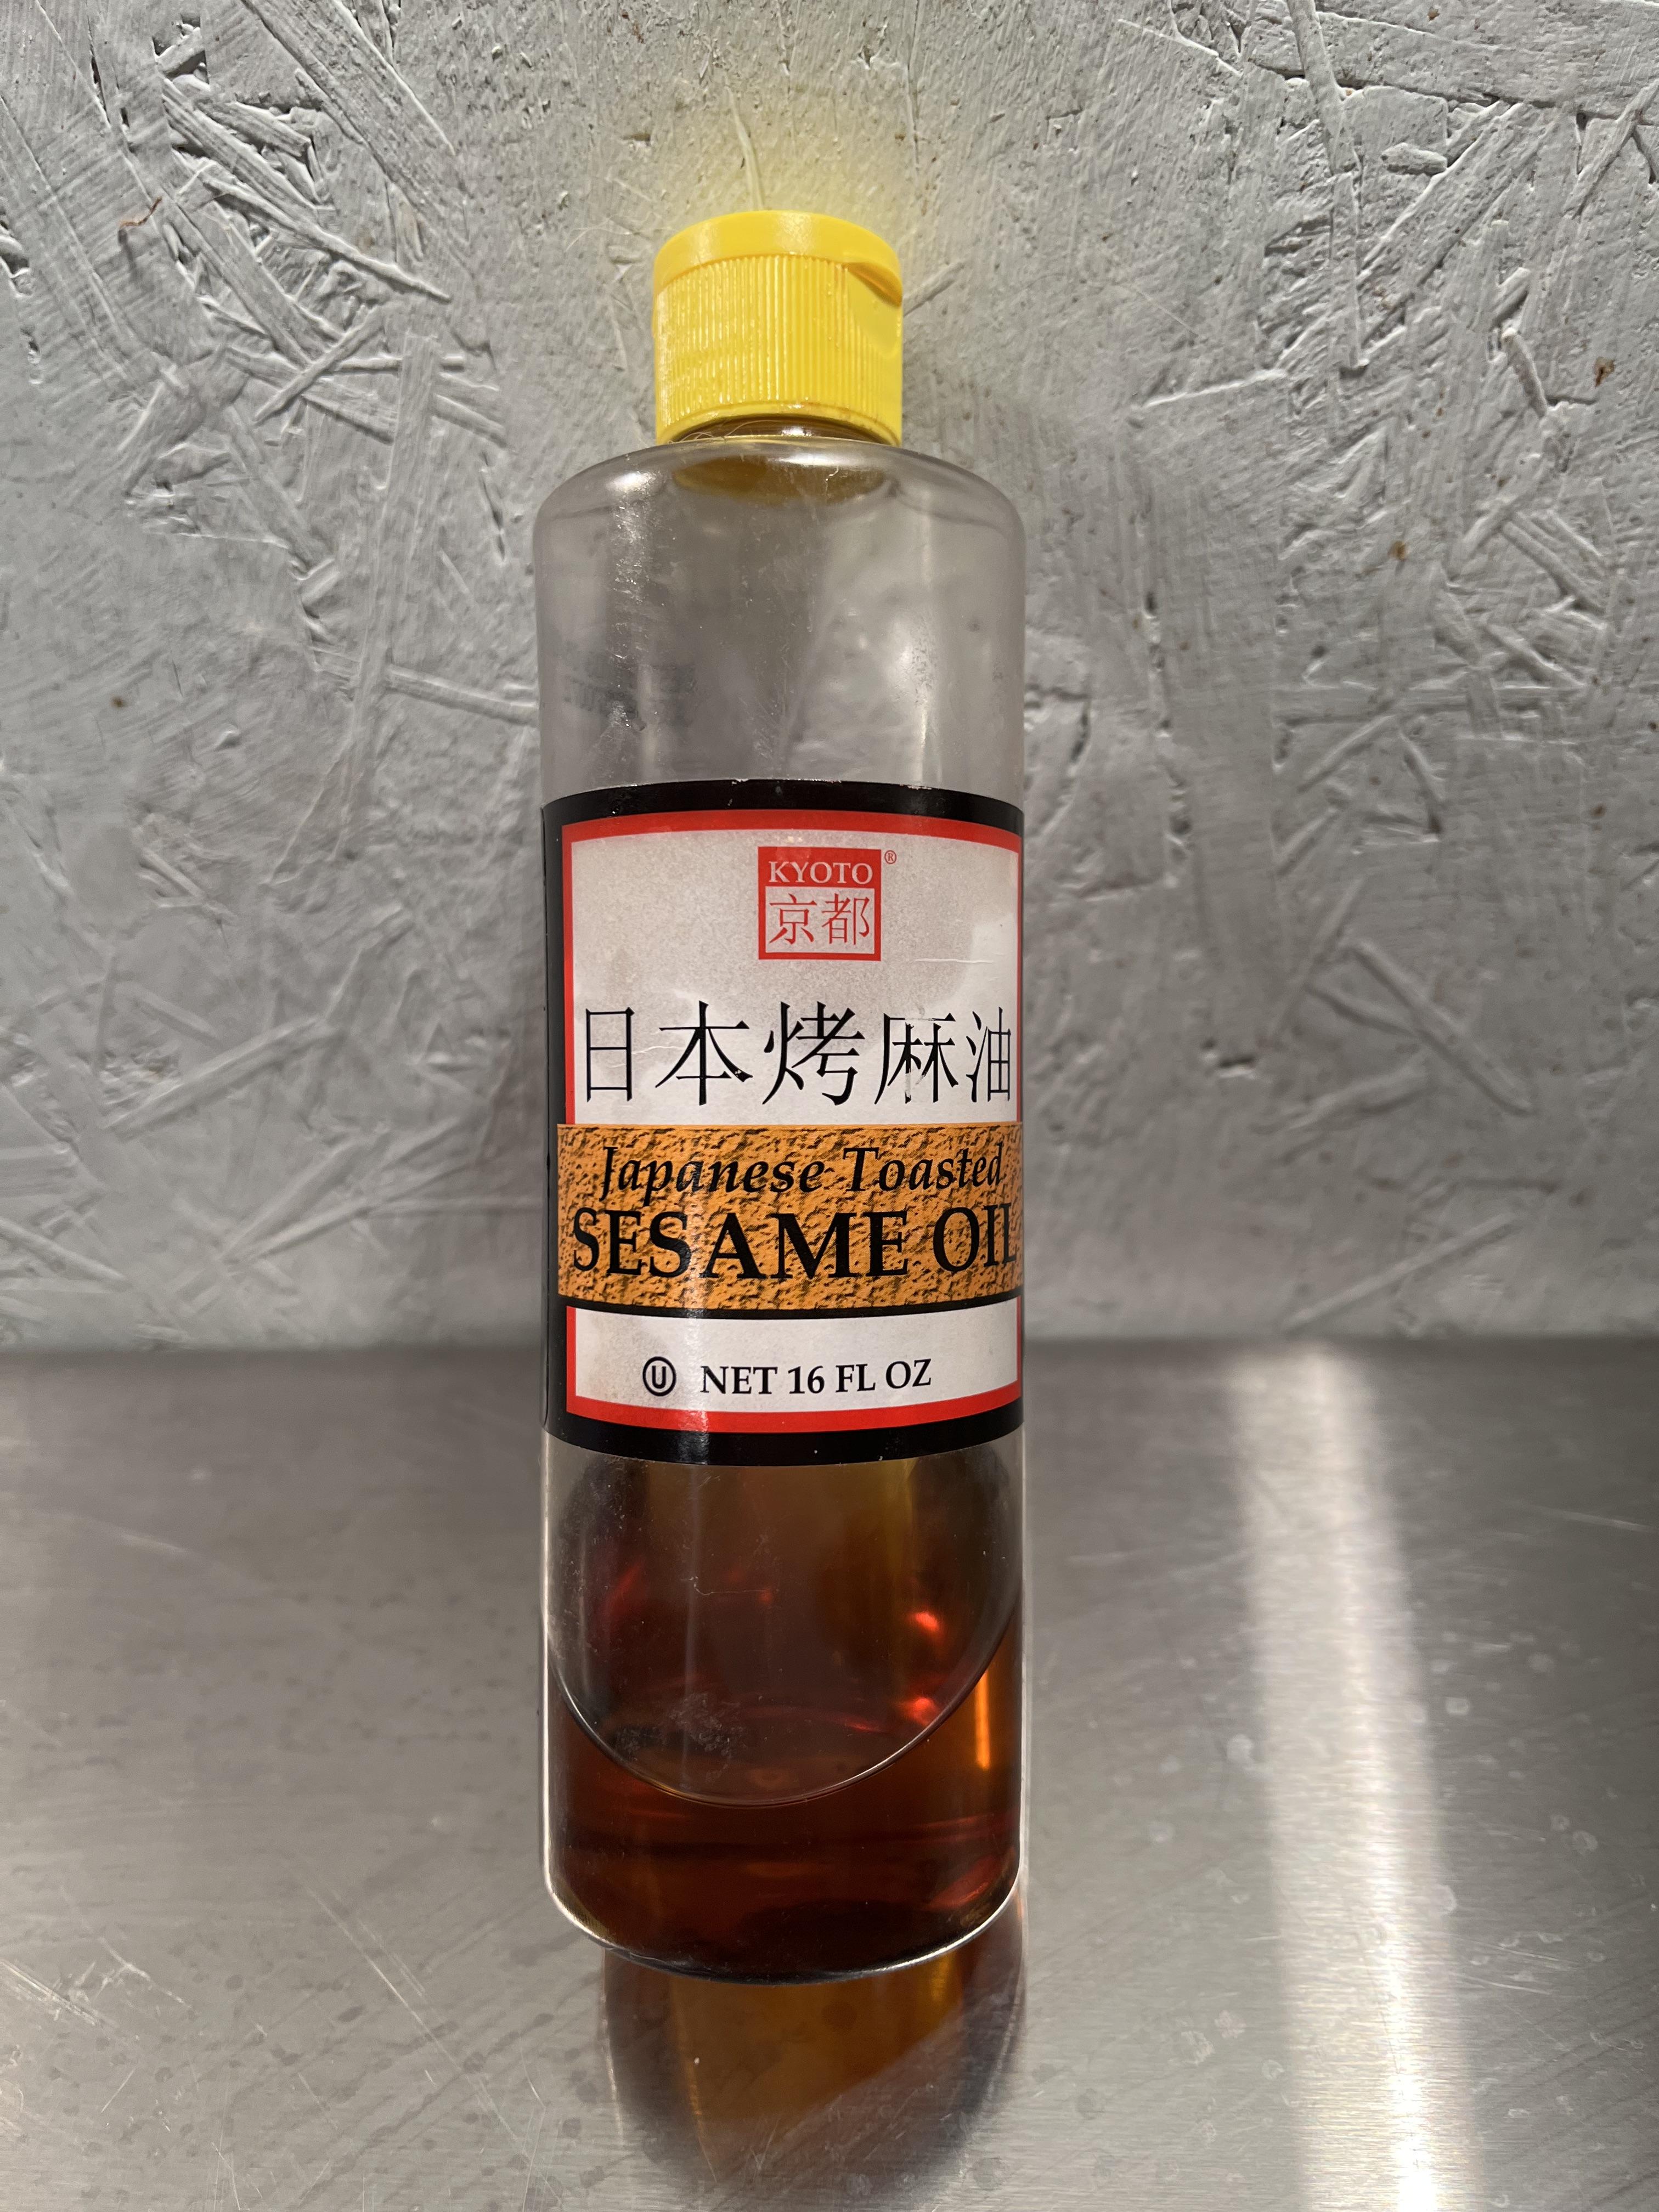 KYOTO®
京都
日本烤麻油
Japanese Toasted
SESAME OIL
Ⓤ NET 16 FL OZ